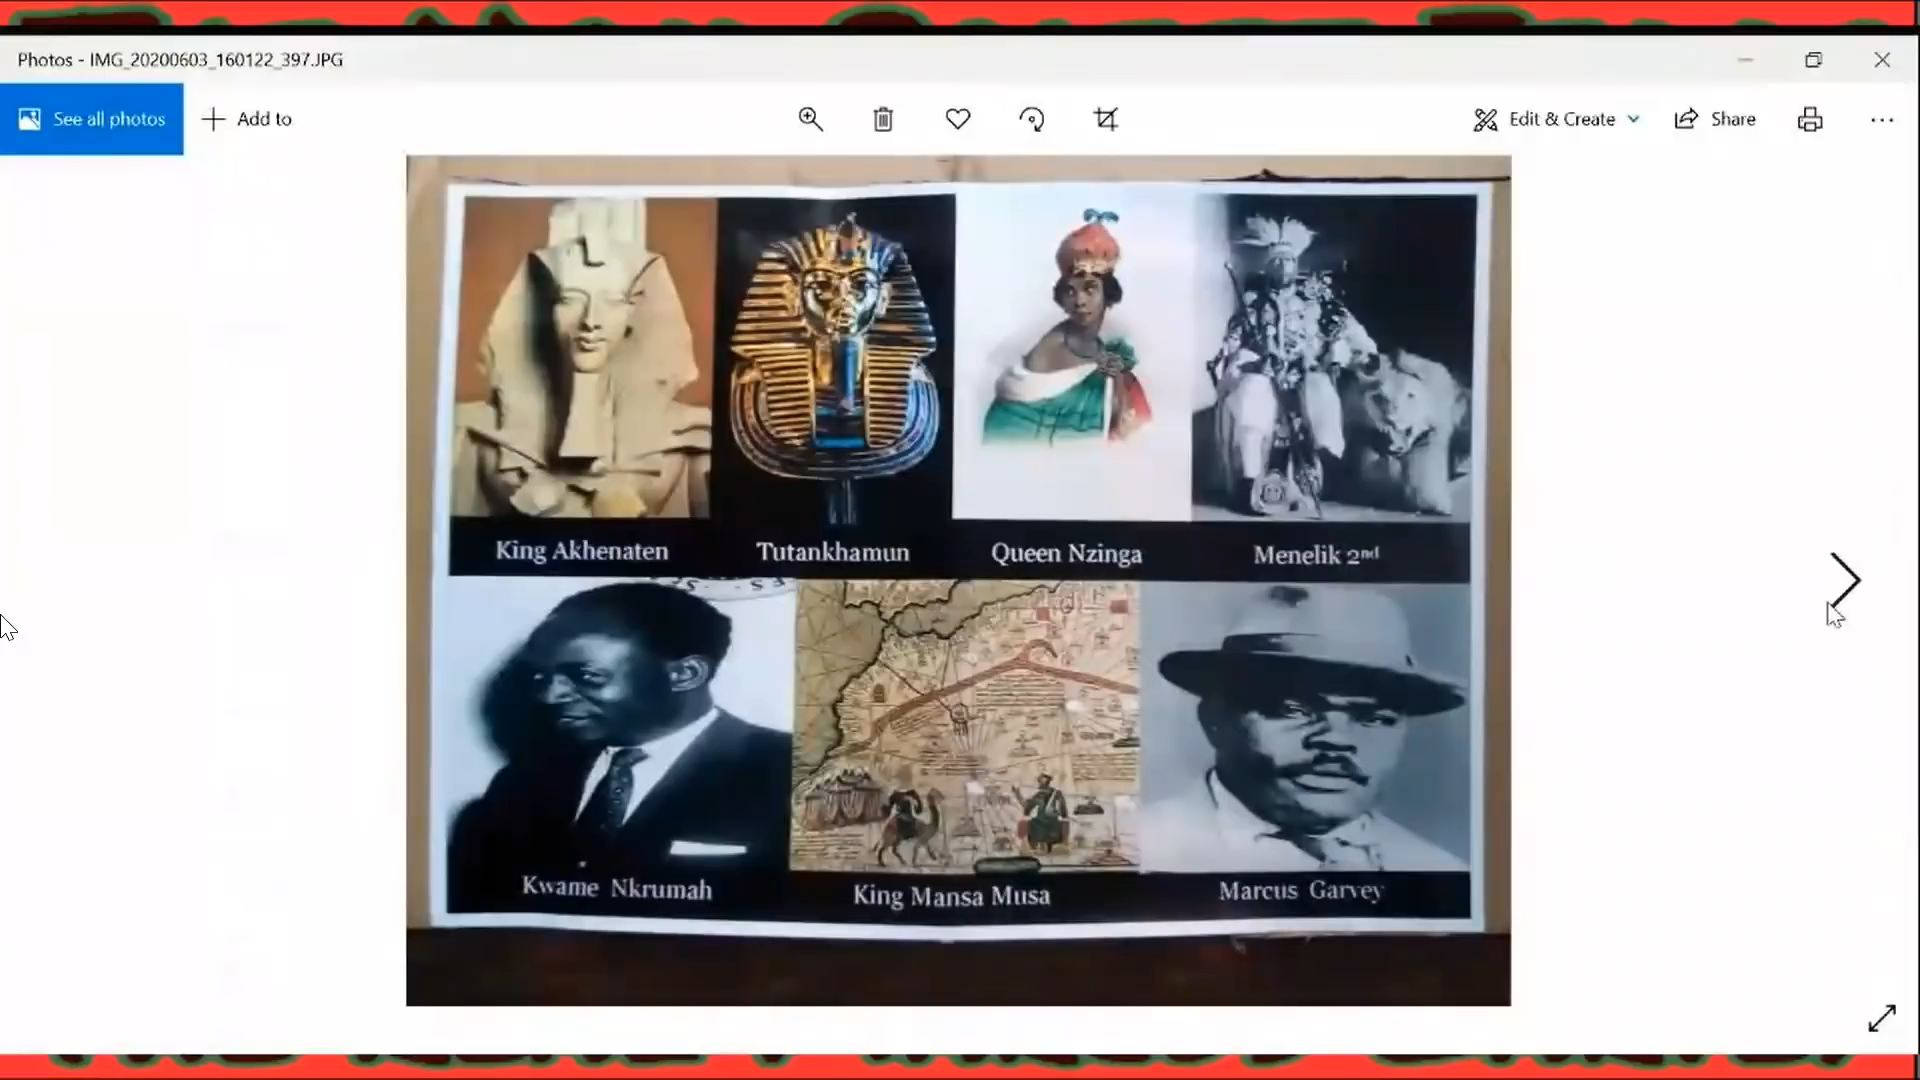 Photos - IMG_20200603_160122_397.JPG
See all photos
Add to
Edit & Create
Share
King Akhenaten
Tutankhamun
Queen Nzinga
Menelik 2nd
Kwame Nkrumah
King Mansa Musa
Marcus Garvey